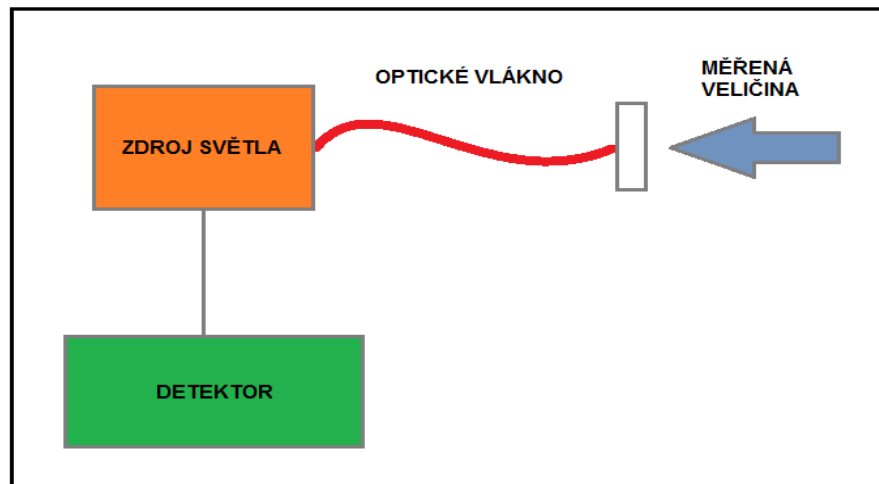 OPTICKÉ VLÁKNO
MĚŘENÁ
VELIČINA
ZDROJ SVĚTLA
DETEKTOR